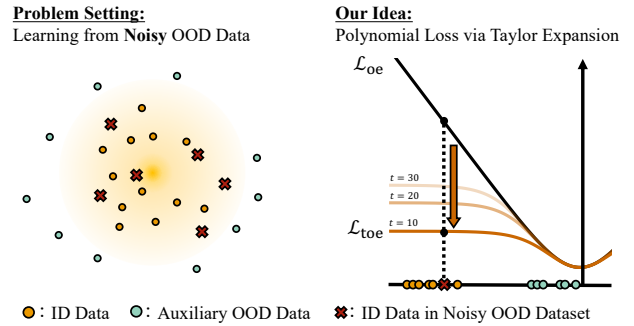 Problem Setting:
Learning from Noisy OOD Data
Our Idea:
Polynomial Loss via Taylor Expansion
ℒoe
t = 30
t = 20
t = 10
ℒtoe
: ID Data : Auxiliary OOD Data : ID Data in Noisy OOD Dataset